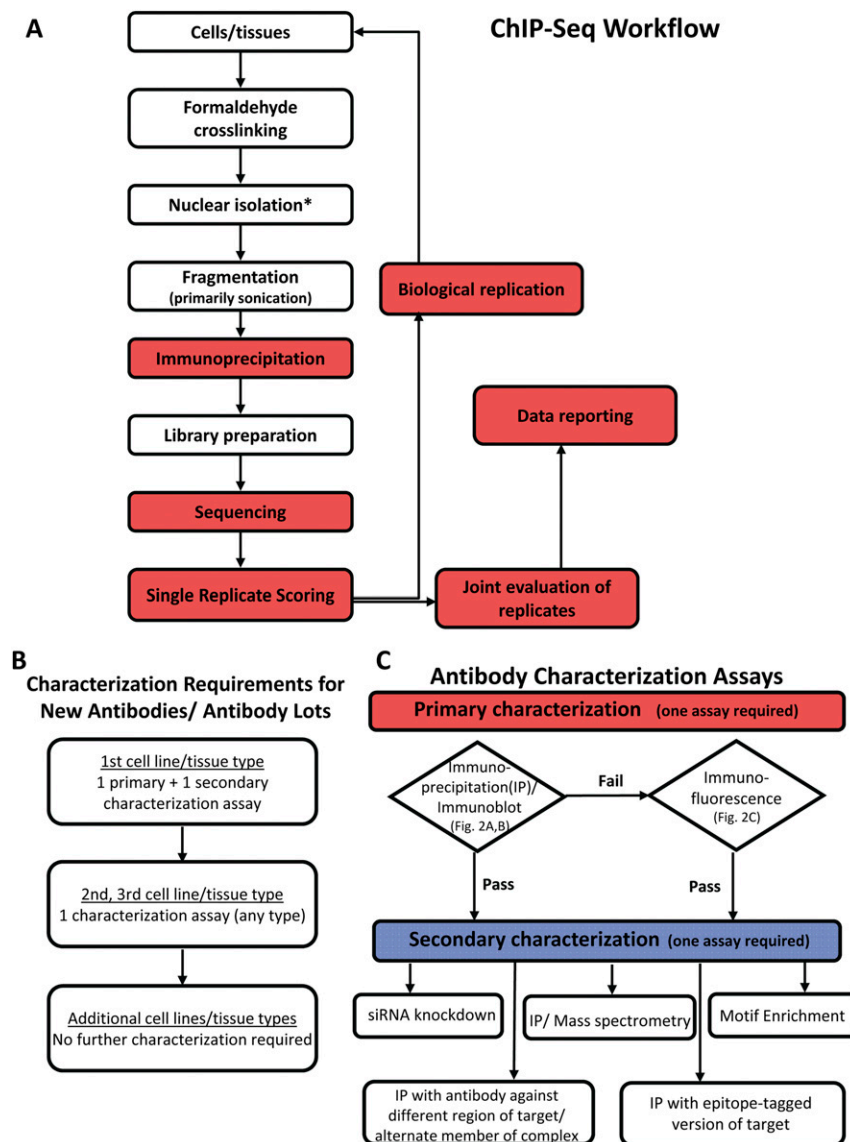 A
ChIP-Seq Workflow
Cells/tissues
Formaldehyde
crosslinking
Nuclear isolation*
Fragmentation
(primarily sonication)
Biological replication
Immunoprecipitation
Data reporting
Library preparation
Sequencing
Single Replicate Scoring
Joint evaluation of
replicates
B
Characterization Requirements for
New Antibodies/ Antibody Lots
1st cell line/tissue type
1 primary + 1 secondary
characterization assay
2nd, 3rd cell line/tissue type
1 characterization assay (any type)
Additional cell lines/tissue types
No further characterization required
C
Antibody Characterization Assays
Primary characterization (one assay required)
Immuno-
precipitation(IP)/
Immunoblot
(Fig. 2A,B)
Fail
Immuno-
fluorescence
(Fig. 2C)
Pass
Pass
Secondary characterization (one assay required)
siRNA knockdown
IP/ Mass spectrometry
Motif Enrichment
IP with antibody against
different region of target/
alternate member of complex
IP with epitope-tagged
version of target